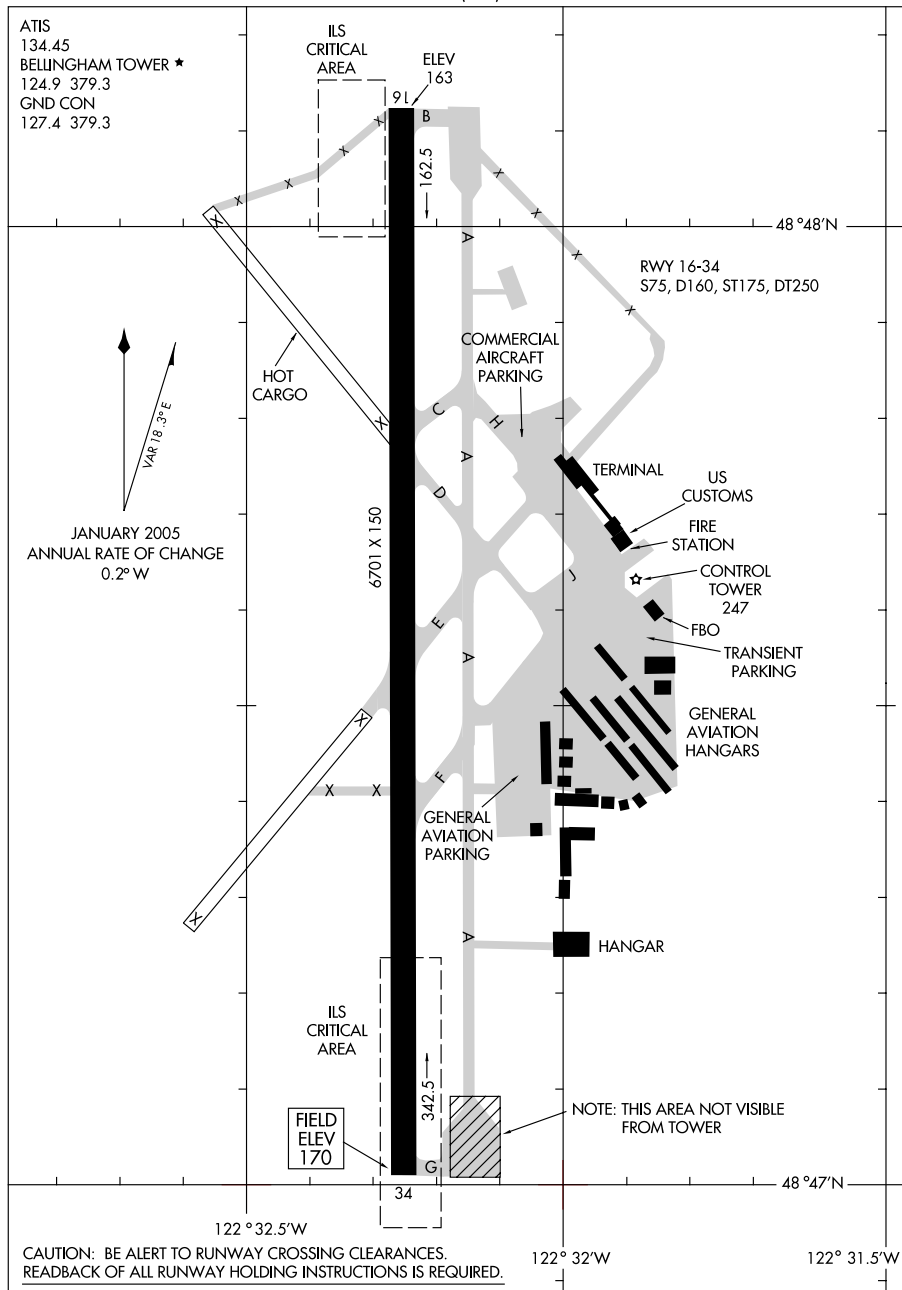 ATIS
134.45
BELLINGHAM TOWER ★
124.9 379.3
GND CON
127.4 379.3
ILS
CRITICAL
AREA
ELEV
163
16
B
162.5
X
X
X
X
X
X
X
X
X
X
A
48°48'N
RWY 16-34
S75, D160, ST175, DT250
HOT
CARGO
X
COMMERCIAL
AIRCRAFT
PARKING
VAR 18.3° E
JANUARY 2005
ANNUAL RATE OF CHANGE
0.2° W
C
H
A
D
6701 X 150
TERMINAL
US
CUSTOMS
FIRE
STATION
J
CONTROL
TOWER
247
FBO
TRANSIENT
PARKING
E
A
GENERAL
AVIATION
HANGARS
X
X
X
F
GENERAL
AVIATION
PARKING
X
A
HANGAR
ILS
CRITICAL
AREA
342.5
FIELD
ELEV
170
G
34
NOTE: THIS AREA NOT VISIBLE
FROM TOWER
48°47'N
122°32.5'W
122°32'W
122°31.5'W
CAUTION: BE ALERT TO RUNWAY CROSSING CLEARANCES.
READBACK OF ALL RUNWAY HOLDING INSTRUCTIONS IS REQUIRED.